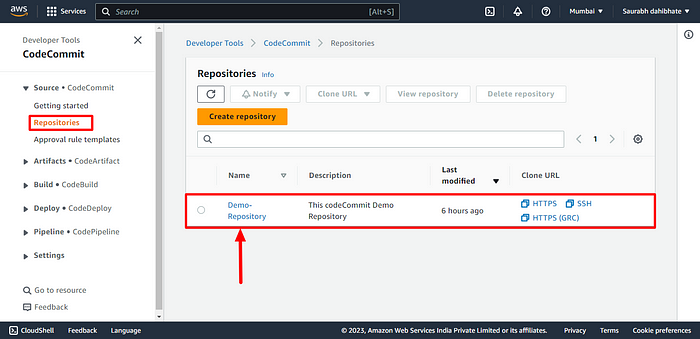 aws
Services
Search
[Alt+S]
Mumbai
Saurabh dahibhate
Developer Tools
CodeCommit
Source • CodeCommit
Getting started
Repositories
Approval rule templates
Artifacts • CodeArtifact
Build • CodeBuild
Deploy • CodeDeploy
Pipeline • CodePipeline
Settings
Go to resource
Feedback
Developer Tools
CodeCommit
Repositories
Repositories Info
Notify
Clone URL
View repository
Delete repository
Create repository
1
Name
Description
Last
modified
Clone URL
Demo-
Repository
This codeCommit Demo
Repository
6 hours ago
HTTPS
SSH
HTTPS (GRC)
CloudShell
Feedback
Language
© 2023, Amazon Web Services India Private Limited or its affiliates.
Privacy
Terms
Cookie preferences